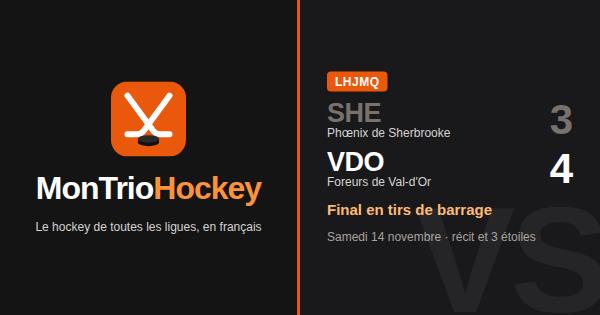 MonTrioHockey
Le hockey de toutes les ligues, en français
LHJMQ
SHE 3
Phœnix de Sherbrooke
VDO 4
Foreurs de Val-d'Or
Final en tirs de barrage
Samedi 14 novembre · récit et 3 étoiles
VS